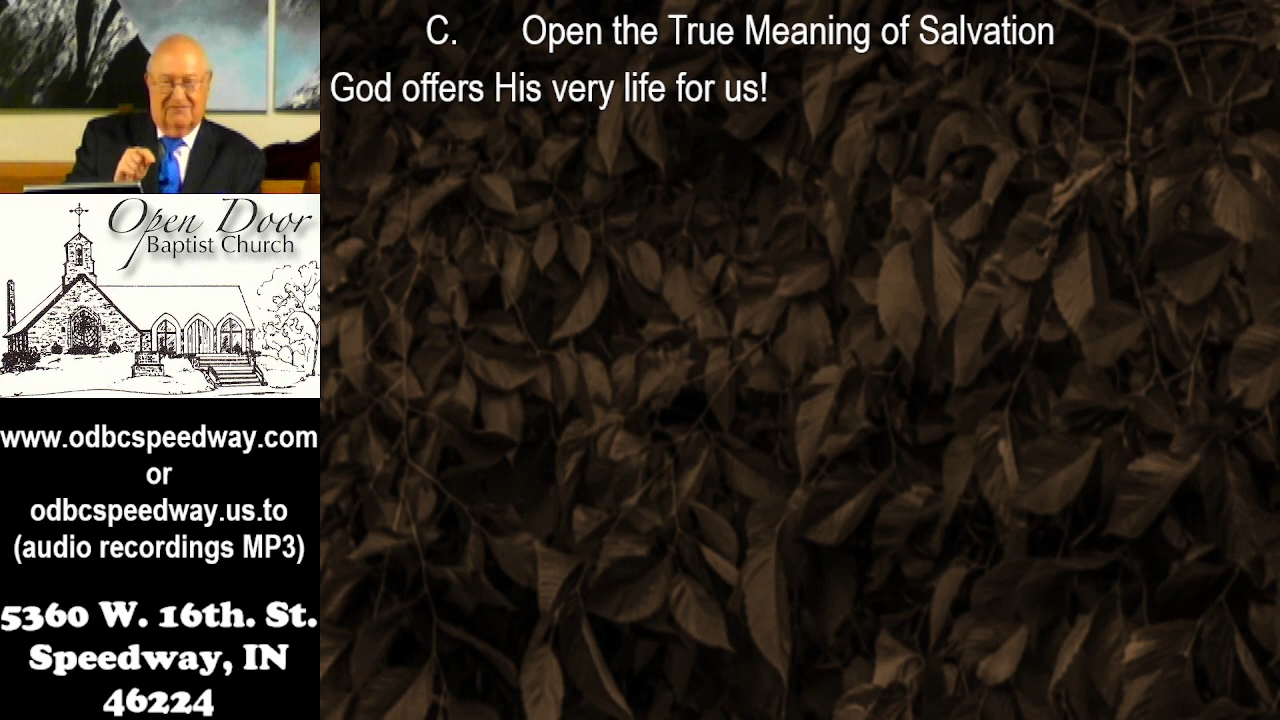 C. Open the True Meaning of Salvation
God offers His very life for us!
Open Door
Baptist Church
www.odbcspeedway.com
or
odbcspeedway.us.to
(audio recordings MP3)
5360 W. 16th. St.
Speedway, IN
46224